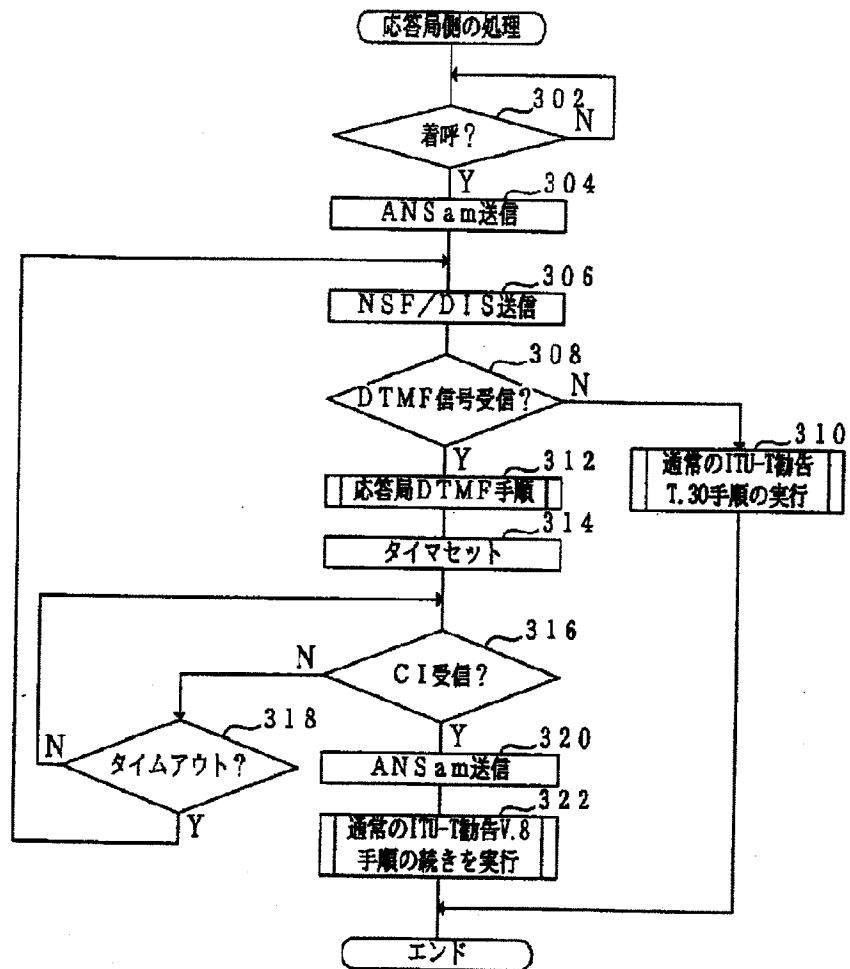 応答局側の処理
302
着呼?
N
Y
304
ANSam送信
306
NSF/DIS送信
308
DTMF信号受信?
N
Y
310
通常のITU-T勧告
T.30手順の実行
312
応答局DTMF手順
314
タイマセット
316
CI受信?
N
Y
318
タイムアウト?
N
Y
320
ANSam送信
322
通常のITU-T勧告V.8
手順の続きを実行
エンド